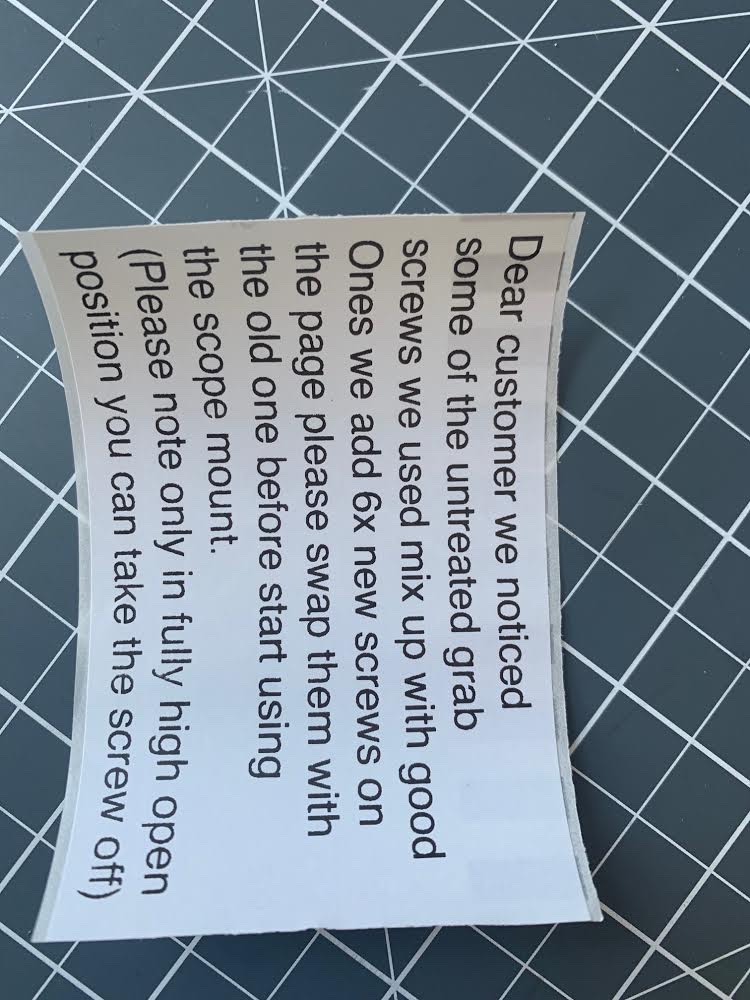 Dear customer we noticed
some of the untreated grab
screws we used mix up with good
Ones we add 6x new screws on
the page please swap them with
the old one before start using
the scope mount.
(Please note only in fully high open
position you can take the screw off)